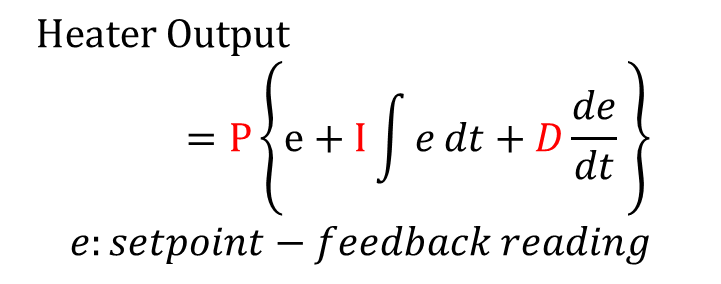 Heater Output
= P { e + I ∫ e dt + D de/dt }
e: setpoint − feedback reading